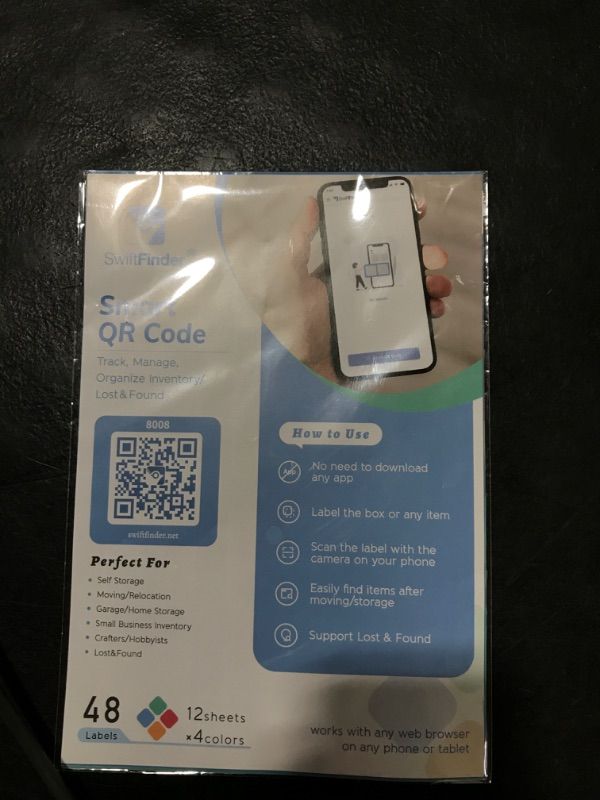 SwiftFinder
Smart
QR Code
Track, Manage,
Organize Inventory/
Lost & Found
8008
swiftfinder.net
Perfect For
Self Storage
Moving/Relocation
Garage/Home Storage
Small Business Inventory
Crafters/Hobbyists
Lost&Found
48
Labels
12sheets
×4colors
How to Use
App
No need to download
any app
Label the box or any item
Scan the label with the
camera on your phone
Easily find items after
moving/storage
Support Lost & Found
works with any web browser
on any phone or tablet